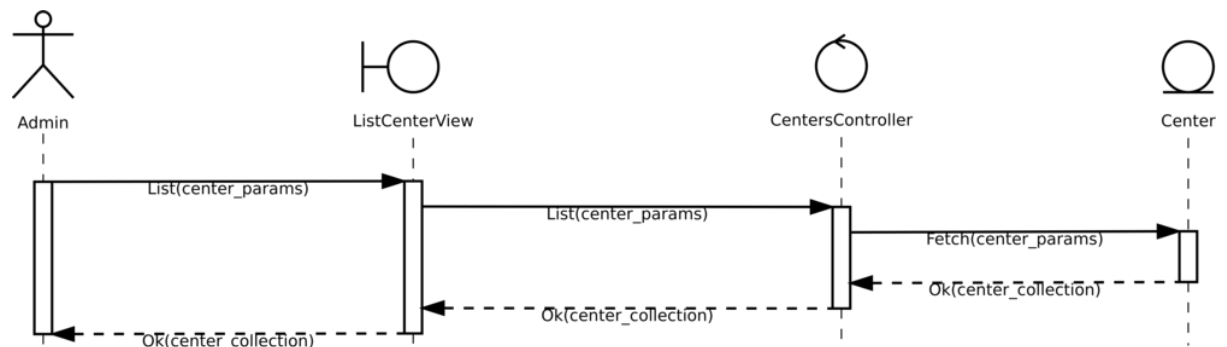 Admin
ListCenterView
CentersController
Center
List(center_params)
List(center_params)
Fetch(center_params)
Ok(center_collection)
Ok(center_collection)
Ok(center_collection)